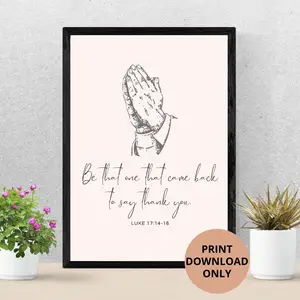 Be that one that came back
to say thank you.
LUKE 17:14-16
PRINT
DOWNLOAD
ONLY